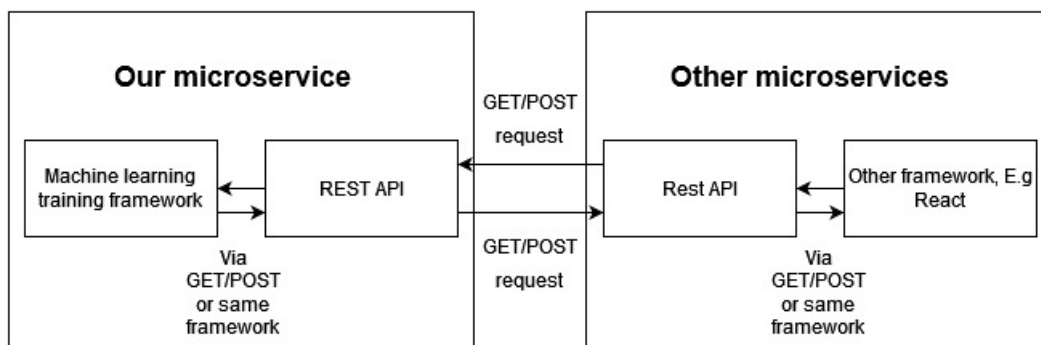 Our microservice
Other microservices
GET/POST
request
Machine learning
training framework
REST API
Rest API
Other framework, E.g
React
Via
GET/POST
or same
framework
GET/POST
request
Via
GET/POST
or same
framework